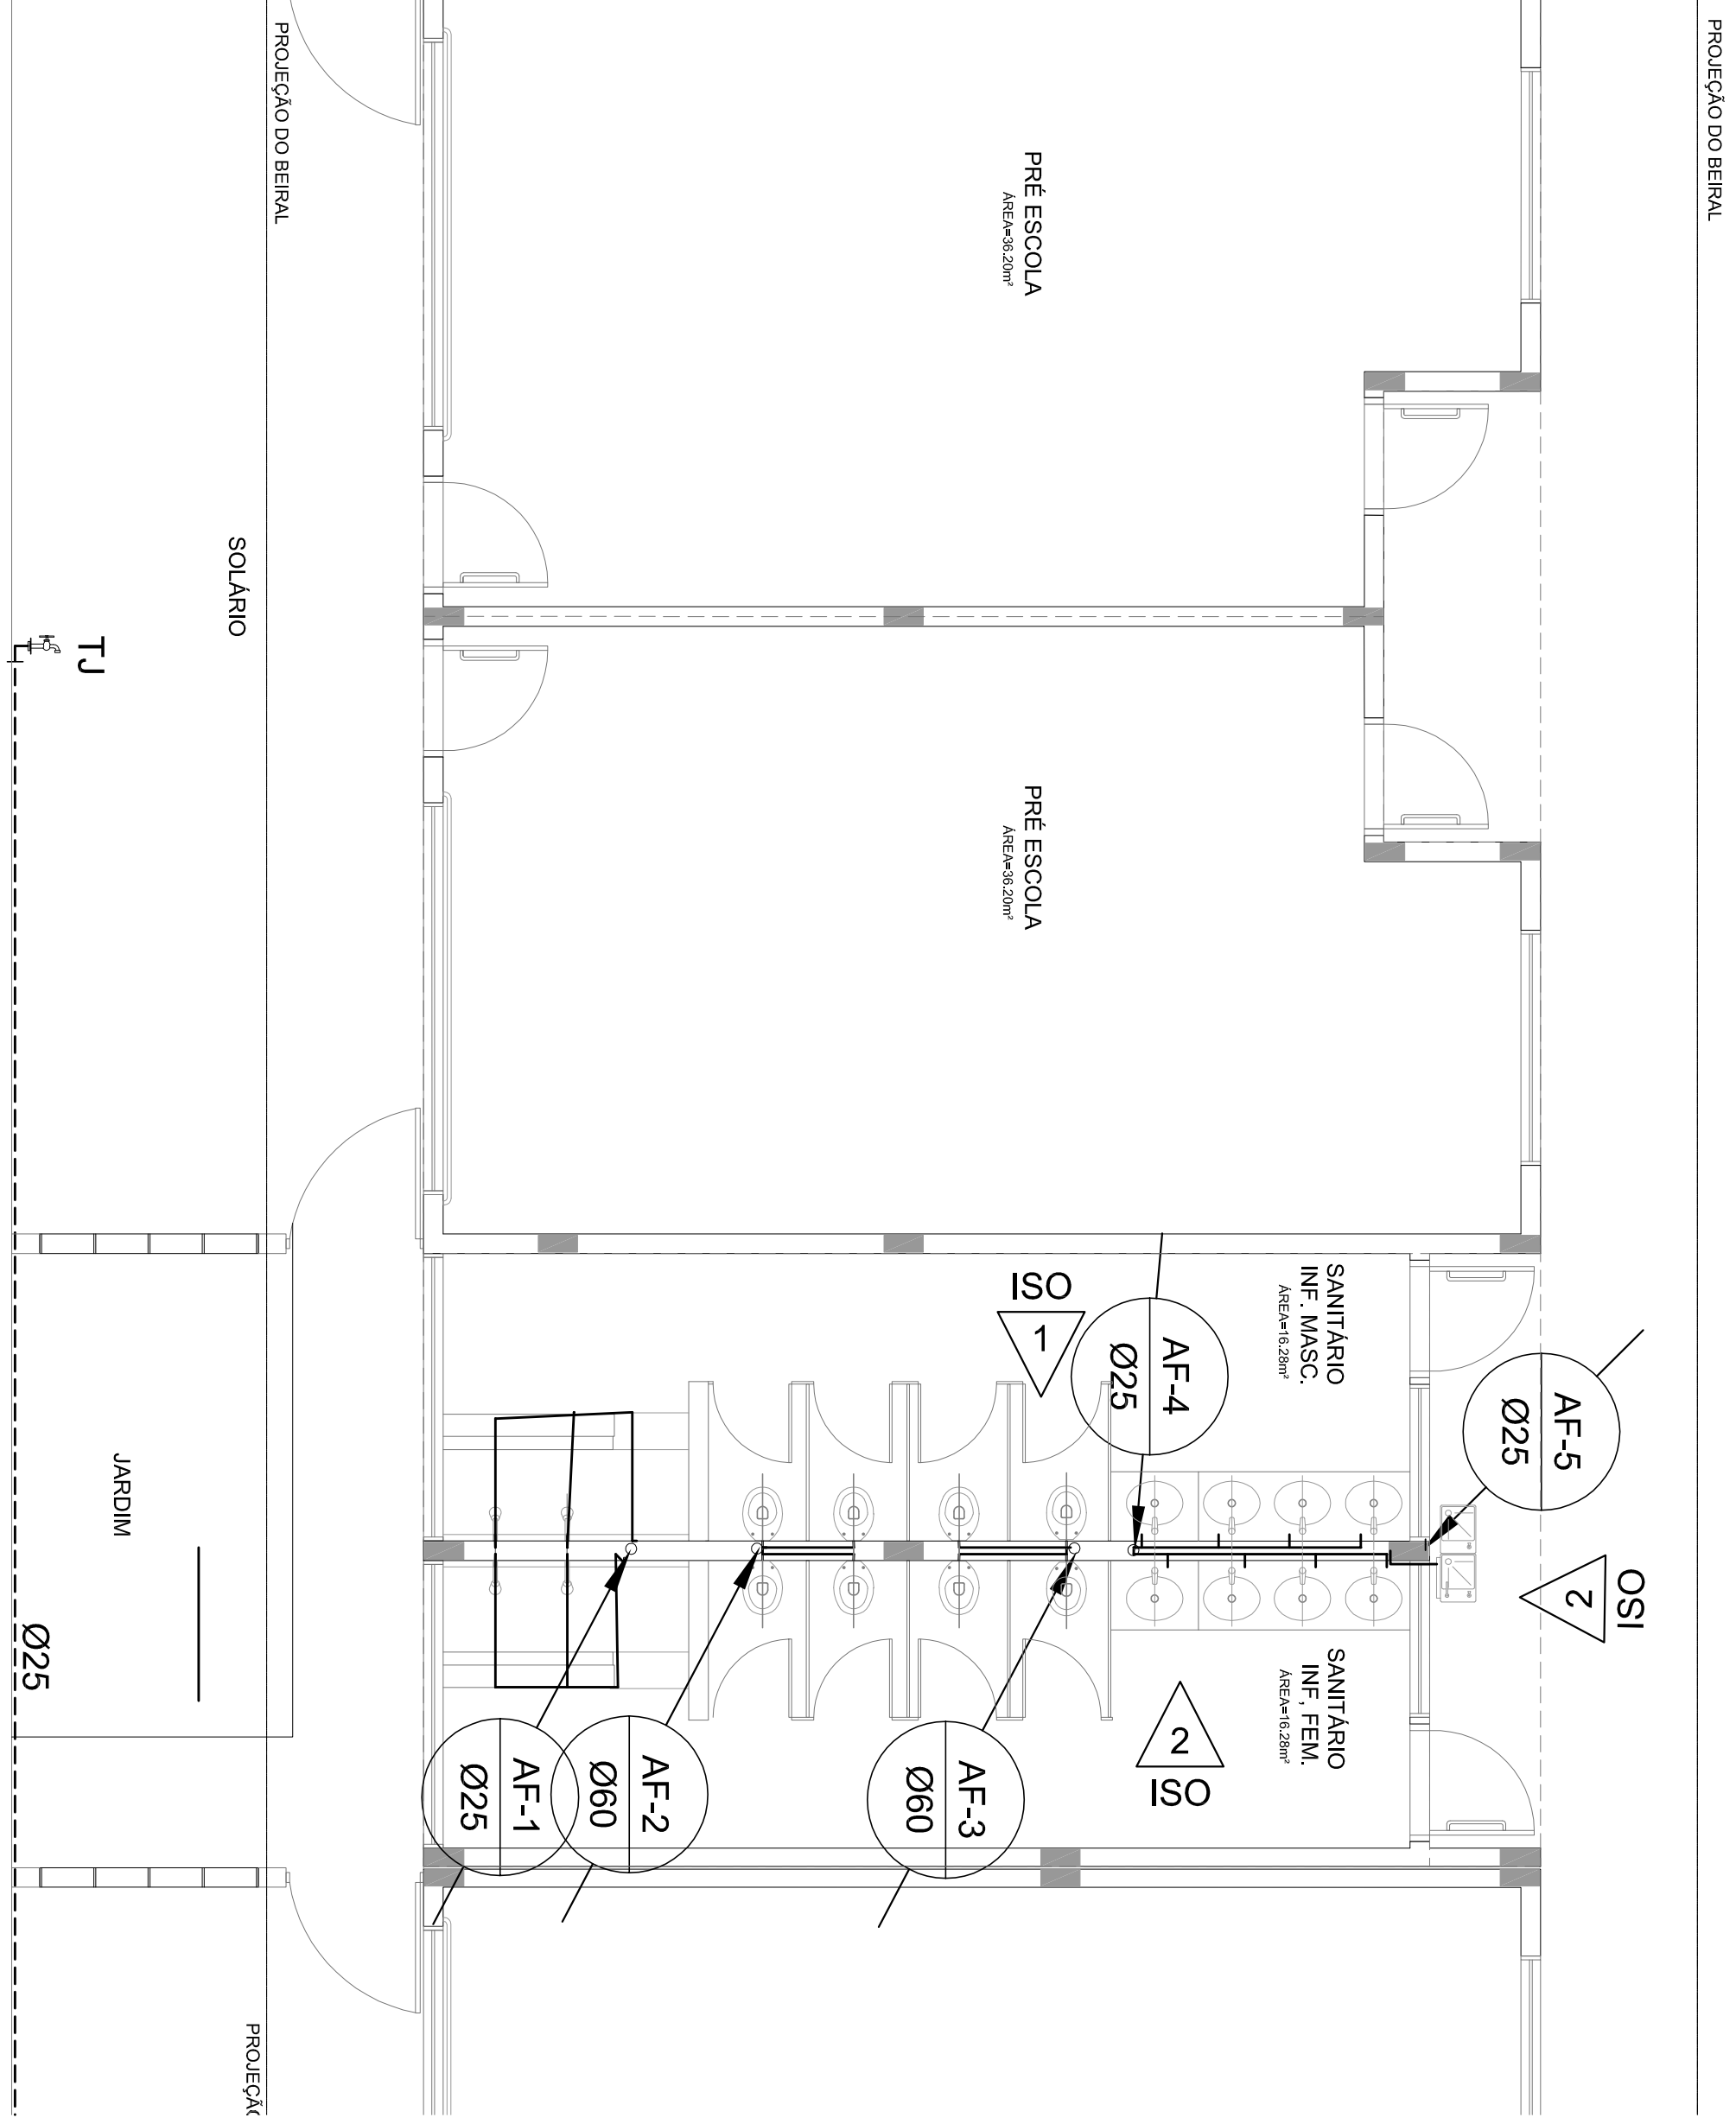 PROJEÇÃO DO BEIRAL
PROJEÇÃO DO BEIRAL
PRÉ ESCOLA
ÁREA=36.20m²
SOLÁRIO
TJ
PRÉ ESCOLA
ÁREA=36.20m²
SANITÁRIO
INF. MASC.
ÁREA=16.28m²
ISO
1
AF-4
Ø25
AF-5
Ø25
ISO
2
JARDIM
Ø25
SANITÁRIO
INF, FEM.
ÁREA=16.28m²
2
ISO
AF-3
Ø60
AF-2
Ø60
AF-1
Ø25